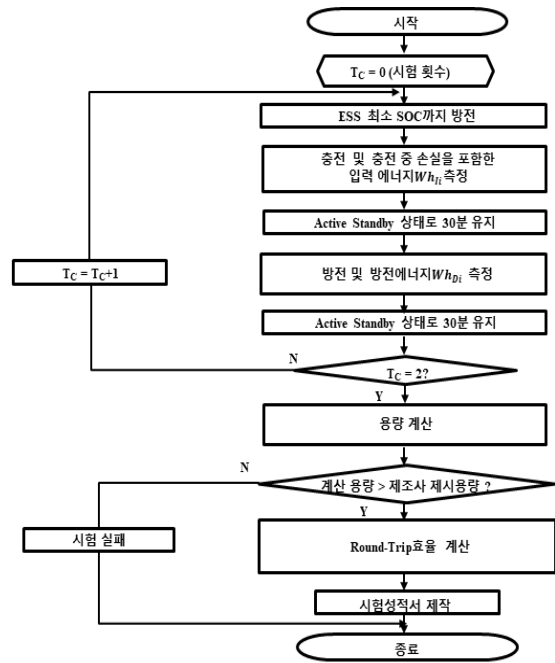 시작
T_C = 0 (시험 횟수)
ESS 최소 SOC까지 방전
충전 및 충전 중 손실을 포함한
입력 에너지Wh_Ii측정
Active Standby 상태로 30분 유지
T_C = T_C+1
방전 및 방전에너지Wh_Di 측정
Active Standby 상태로 30분 유지
N
T_C = 2?
Y
용량 계산
N
계산 용량 > 제조사 제시용량 ?
Y
시험 실패
Round-Trip효율 계산
시험성적서 제작
종료